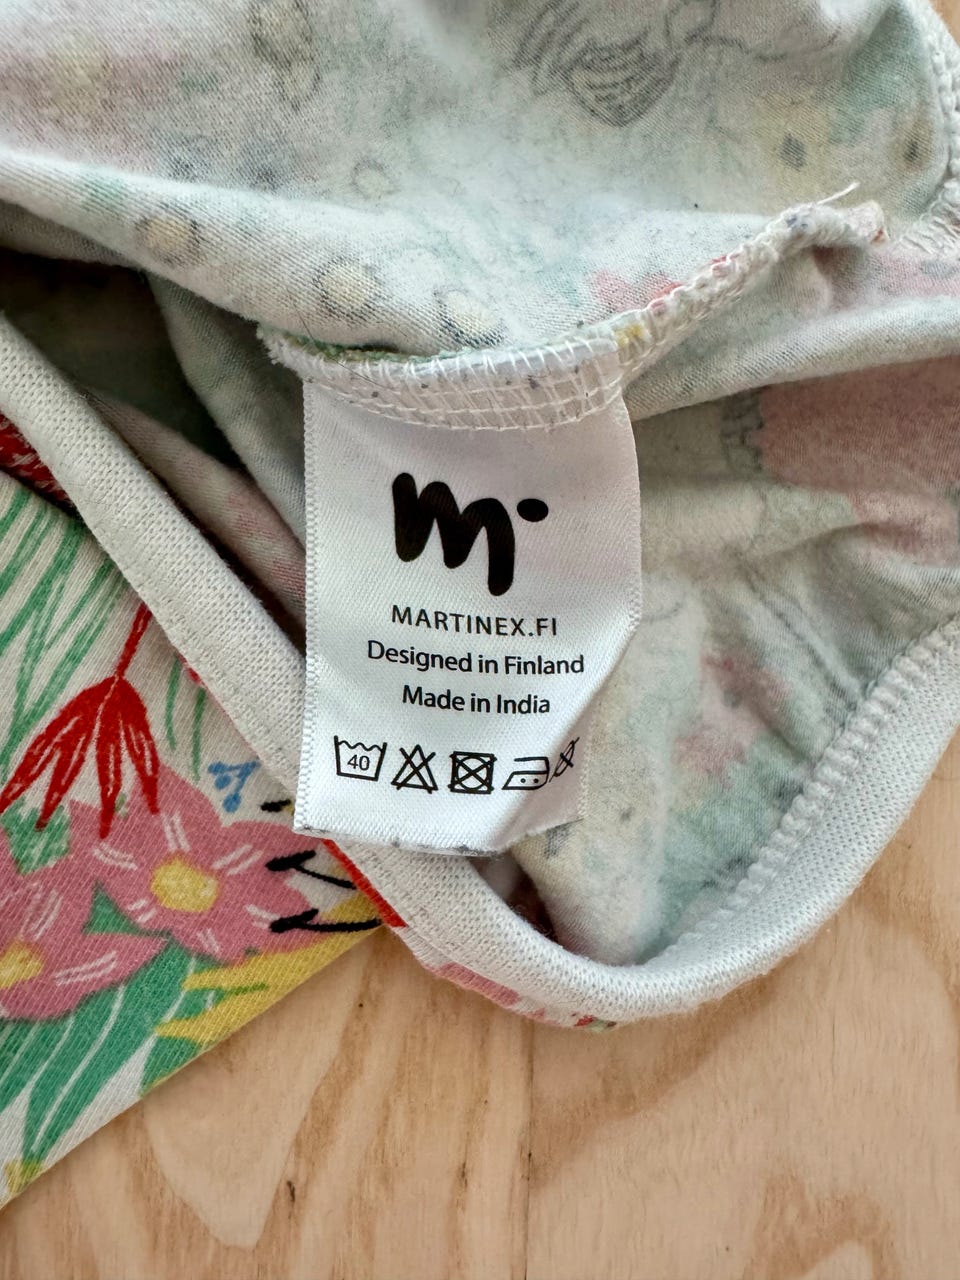 m
MARTINEX.FI
Designed in Finland
Made in India
40